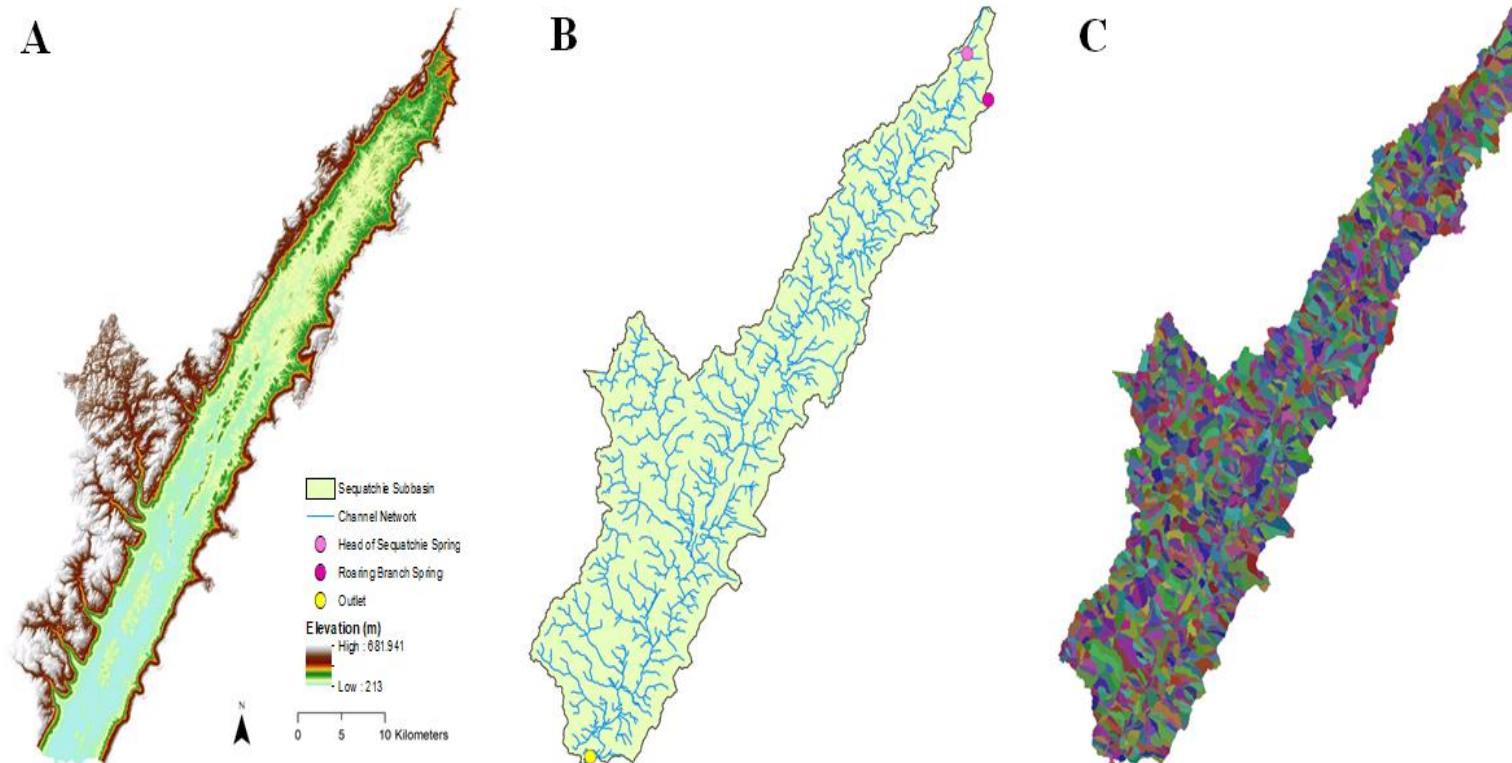 A
B
C
Sequatchie Subbasin
Channel Network
Head of Sequatchie Spring
Roaring Branch Spring
Outlet
Elevation (m)
High : 681.941
Low : 213
N
0 5 10 Kilometers